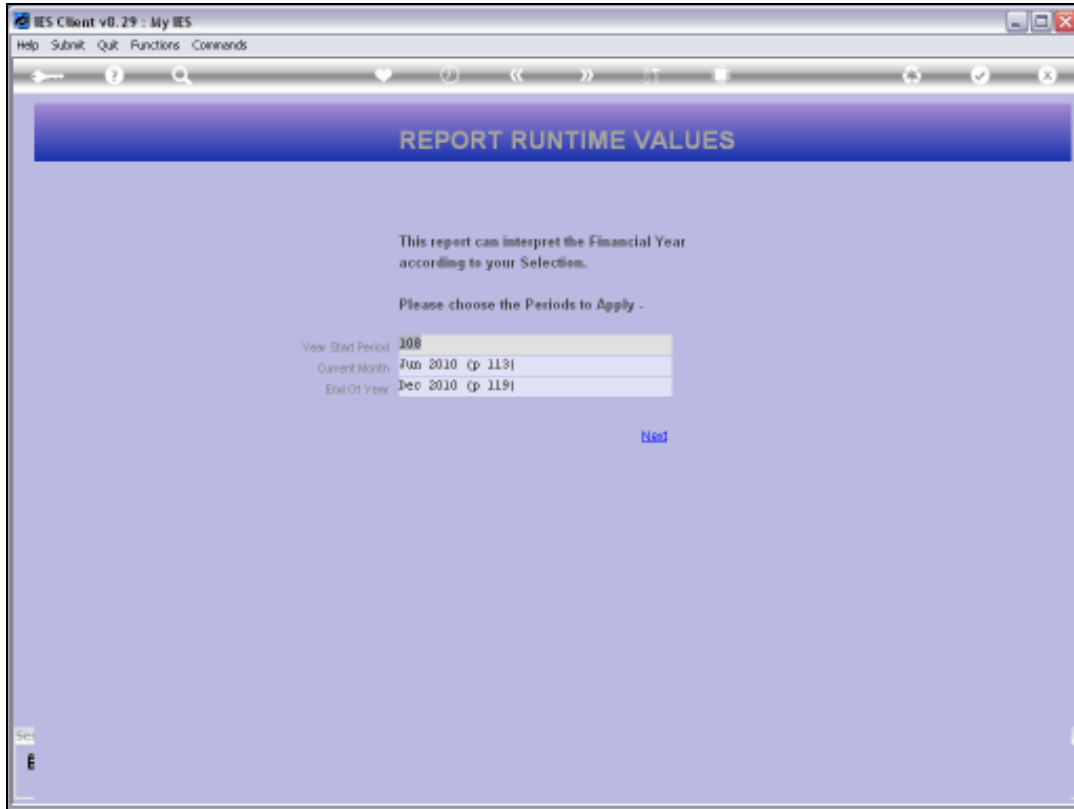 IES Client v8.29 : My IES
Help Submit Quit Functions Commands
REPORT RUNTIME VALUES
This report can interpret the Financial Year
according to your Selection.
Please choose the Periods to Apply -
Year Start Period 108
Current Month Jun 2010 (p 113)
End Of Year Dec 2010 (p 119)
Next